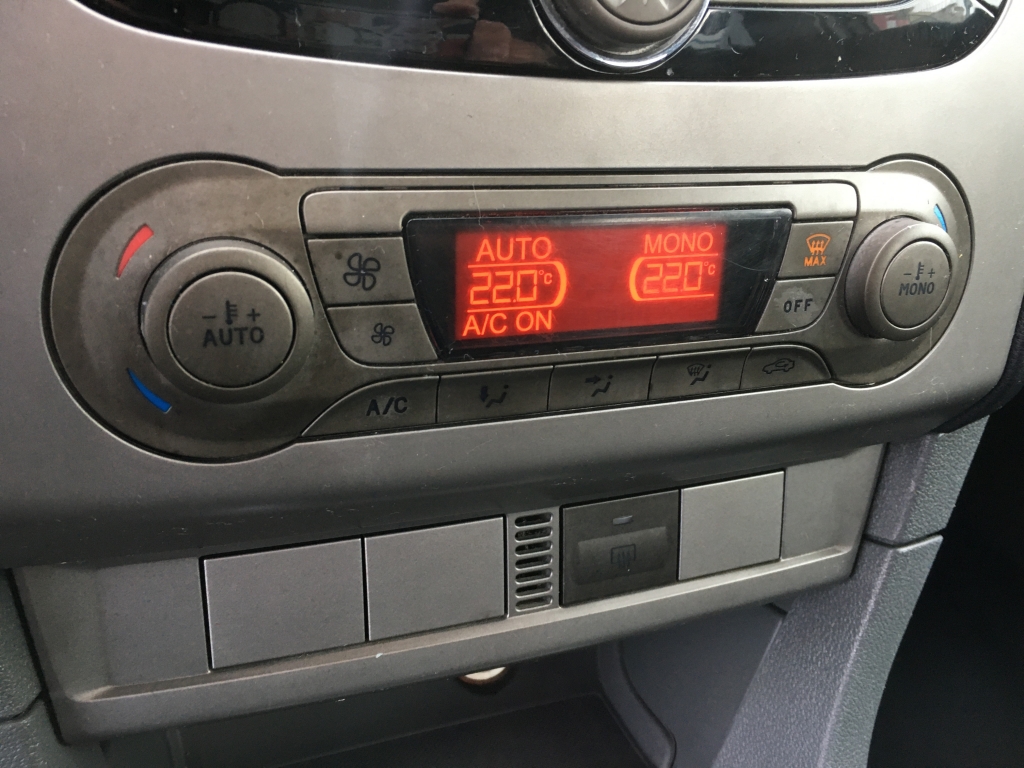 AUTO MONO
22.0°C 22.0°C
A/C ON
MAX
OFF
- +
AUTO
- +
MONO
A/C